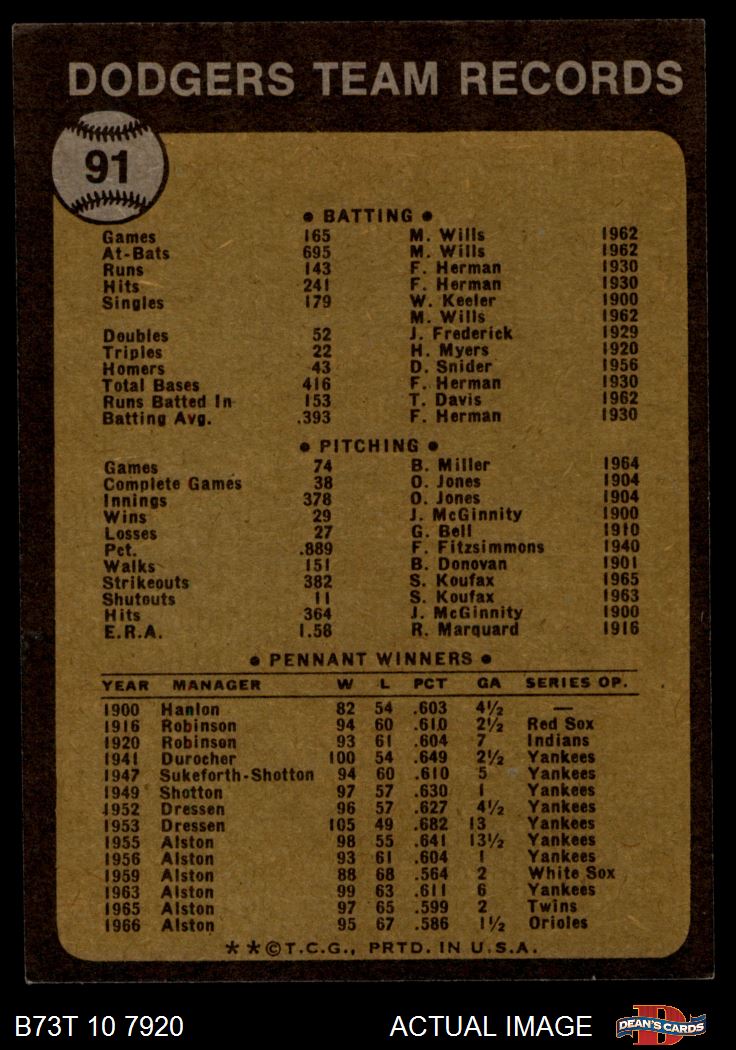 DODGERS TEAM RECORDS
91
● BATTING ●
Games 165 M. Wills 1962
At-Bats 695 M. Wills 1962
Runs 143 F. Herman 1930
Hits 241 F. Herman 1930
Singles 179 W. Keeler 1900
M. Wills 1962
Doubles 52 J. Frederick 1929
Triples 22 H. Myers 1920
Homers 43 D. Snider 1956
Total Bases 416 F. Herman 1930
Runs Batted In 153 T. Davis 1962
Batting Avg. .393 F. Herman 1930
● PITCHING ●
Games 74 B. Miller 1964
Complete Games 38 O. Jones 1904
Innings 378 O. Jones 1904
Wins 29 J. McGinnity 1900
Losses 27 G. Bell 1910
Pct. .889 F. Fitzsimmons 1940
Walks 151 B. Donovan 1901
Strikeouts 382 S. Koufax 1965
Shutouts 11 S. Koufax 1963
Hits 364 J. McGinnity 1900
E.R.A. 1.58 R. Marquard 1916
● PENNANT WINNERS ●
YEAR MANAGER W L PCT GA SERIES OP.
1900 Hanlon 82 54 .603 4½ —
1916 Robinson 94 60 .610 2½ Red Sox
1920 Robinson 93 61 .604 7 Indians
1941 Durocher 100 54 .649 2½ Yankees
1947 Sukeforth-Shotton 94 60 .610 5 Yankees
1949 Shotton 97 57 .630 1 Yankees
1952 Dressen 96 57 .627 4½ Yankees
1953 Dressen 105 49 .682 13 Yankees
1955 Alston 98 55 .641 13½ Yankees
1956 Alston 93 61 .604 1 Yankees
1959 Alston 88 68 .564 2 White Sox
1963 Alston 99 63 .611 6 Yankees
1965 Alston 97 65 .599 2 Twins
1966 Alston 95 67 .586 1½ Orioles
**©T.C.G., PRTD. IN U.S.A.
B73T 10 7920 ACTUAL IMAGE
D
DEAN'S CARDS